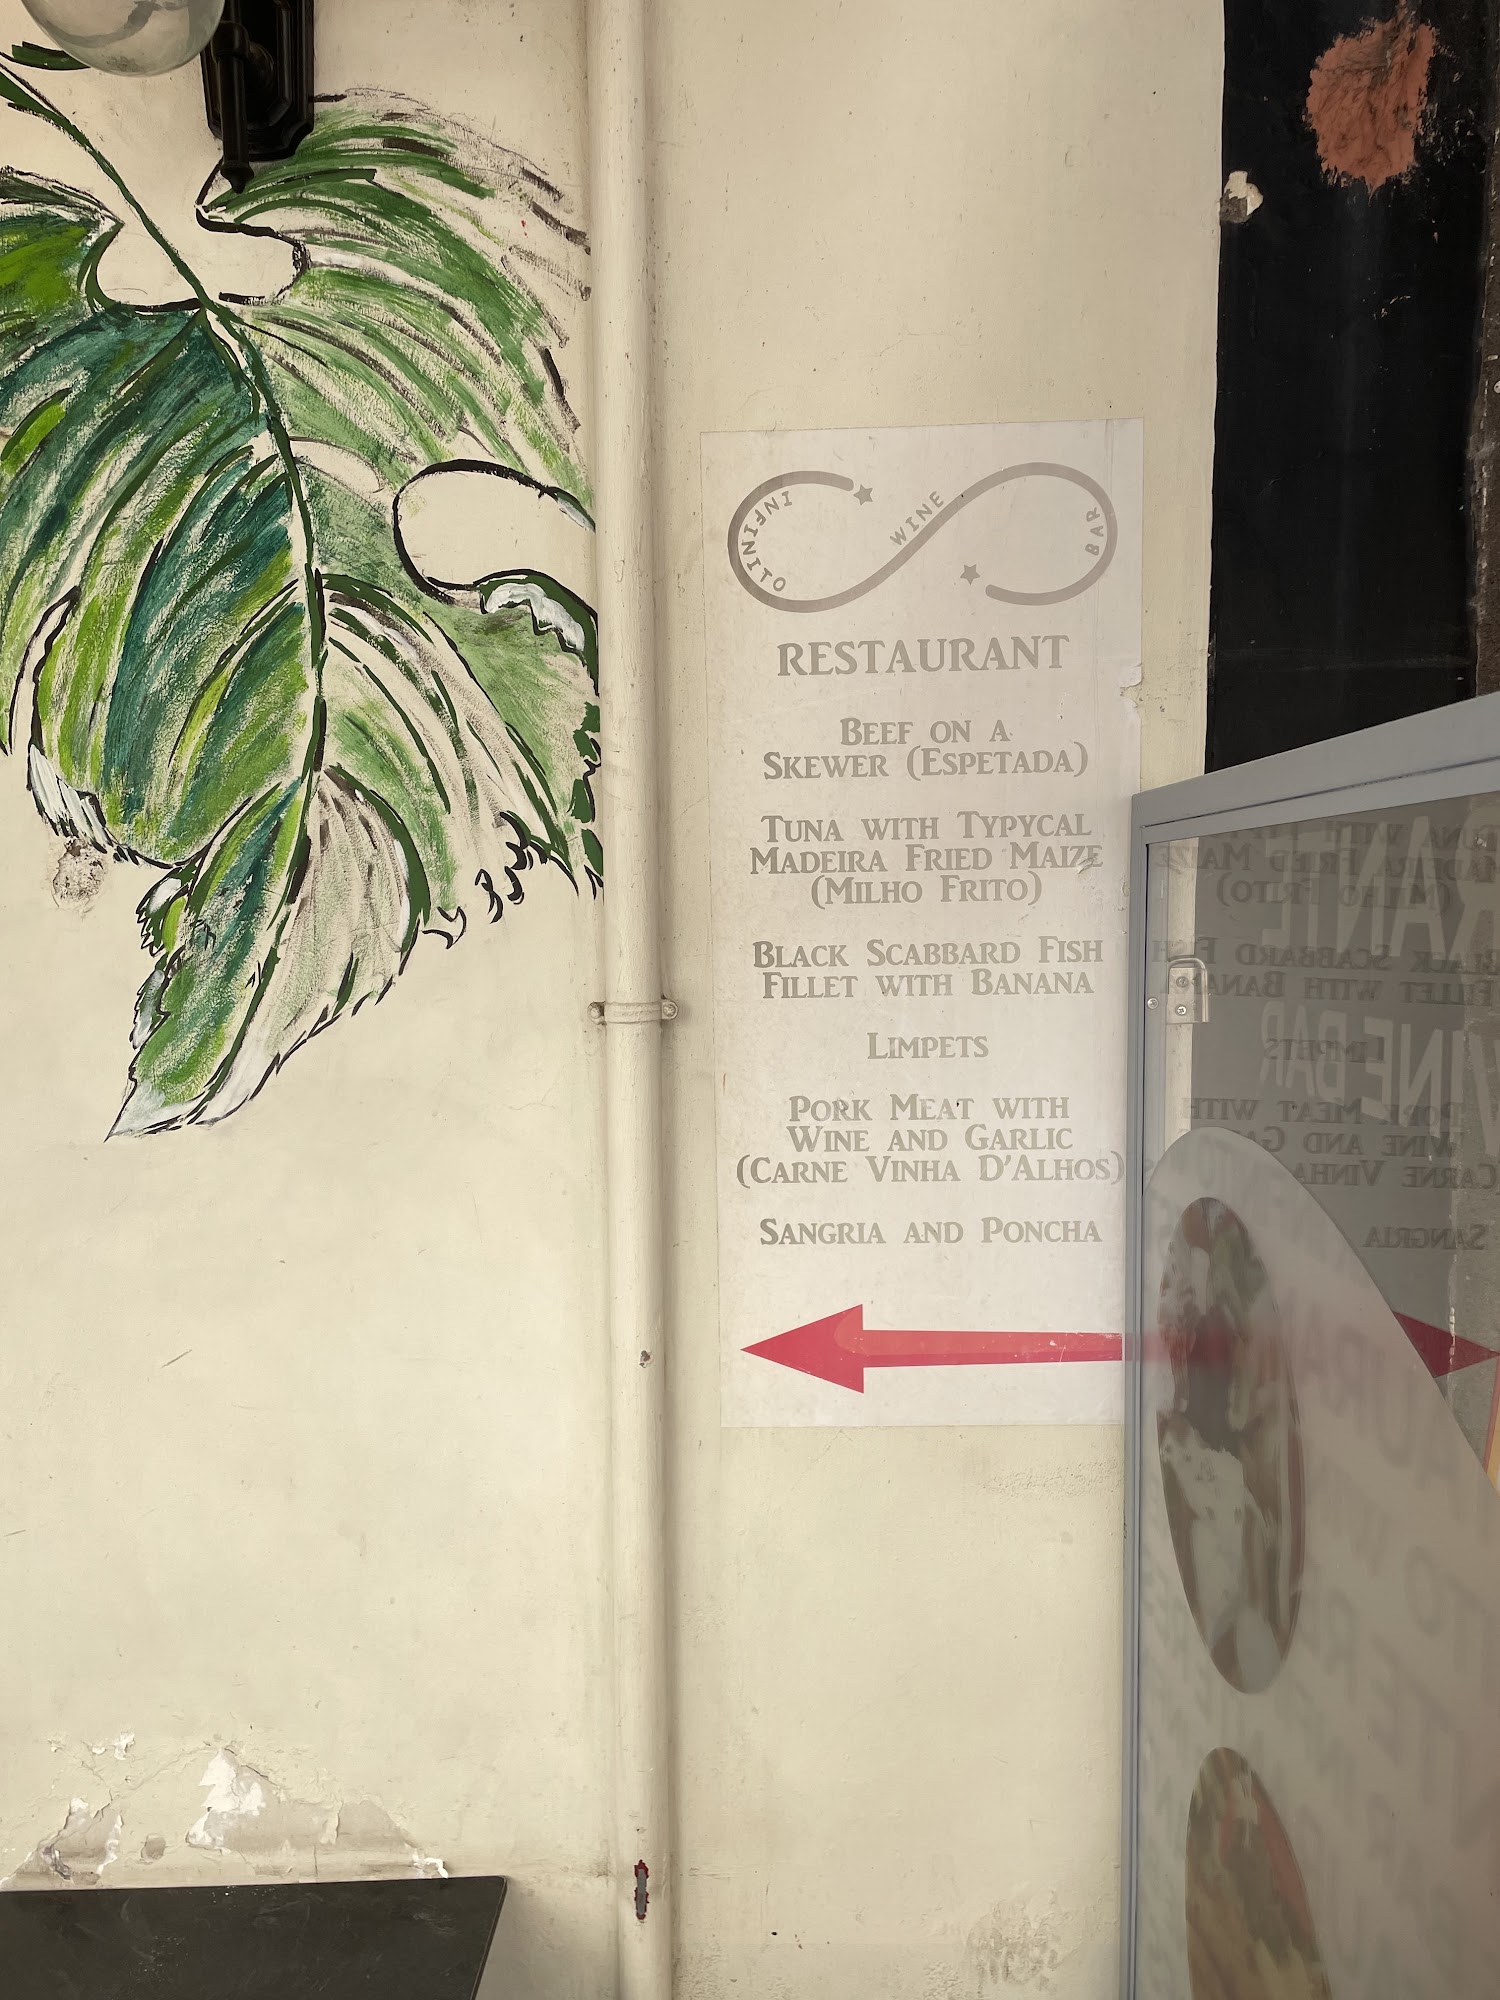 INFINITO WINE BAR
RESTAURANT
BEEF ON A
SKEWER (ESPETADA)
TUNA WITH TYPYCAL
MADEIRA FRIED MAIZE
(MILHO FRITO)
BLACK SCABBARD FISH
FILLET WITH BANANA
LIMPETS
PORK MEAT WITH
WINE AND GARLIC
(CARNE VINHA D'ALHOS)
SANGRIA AND PONCHA